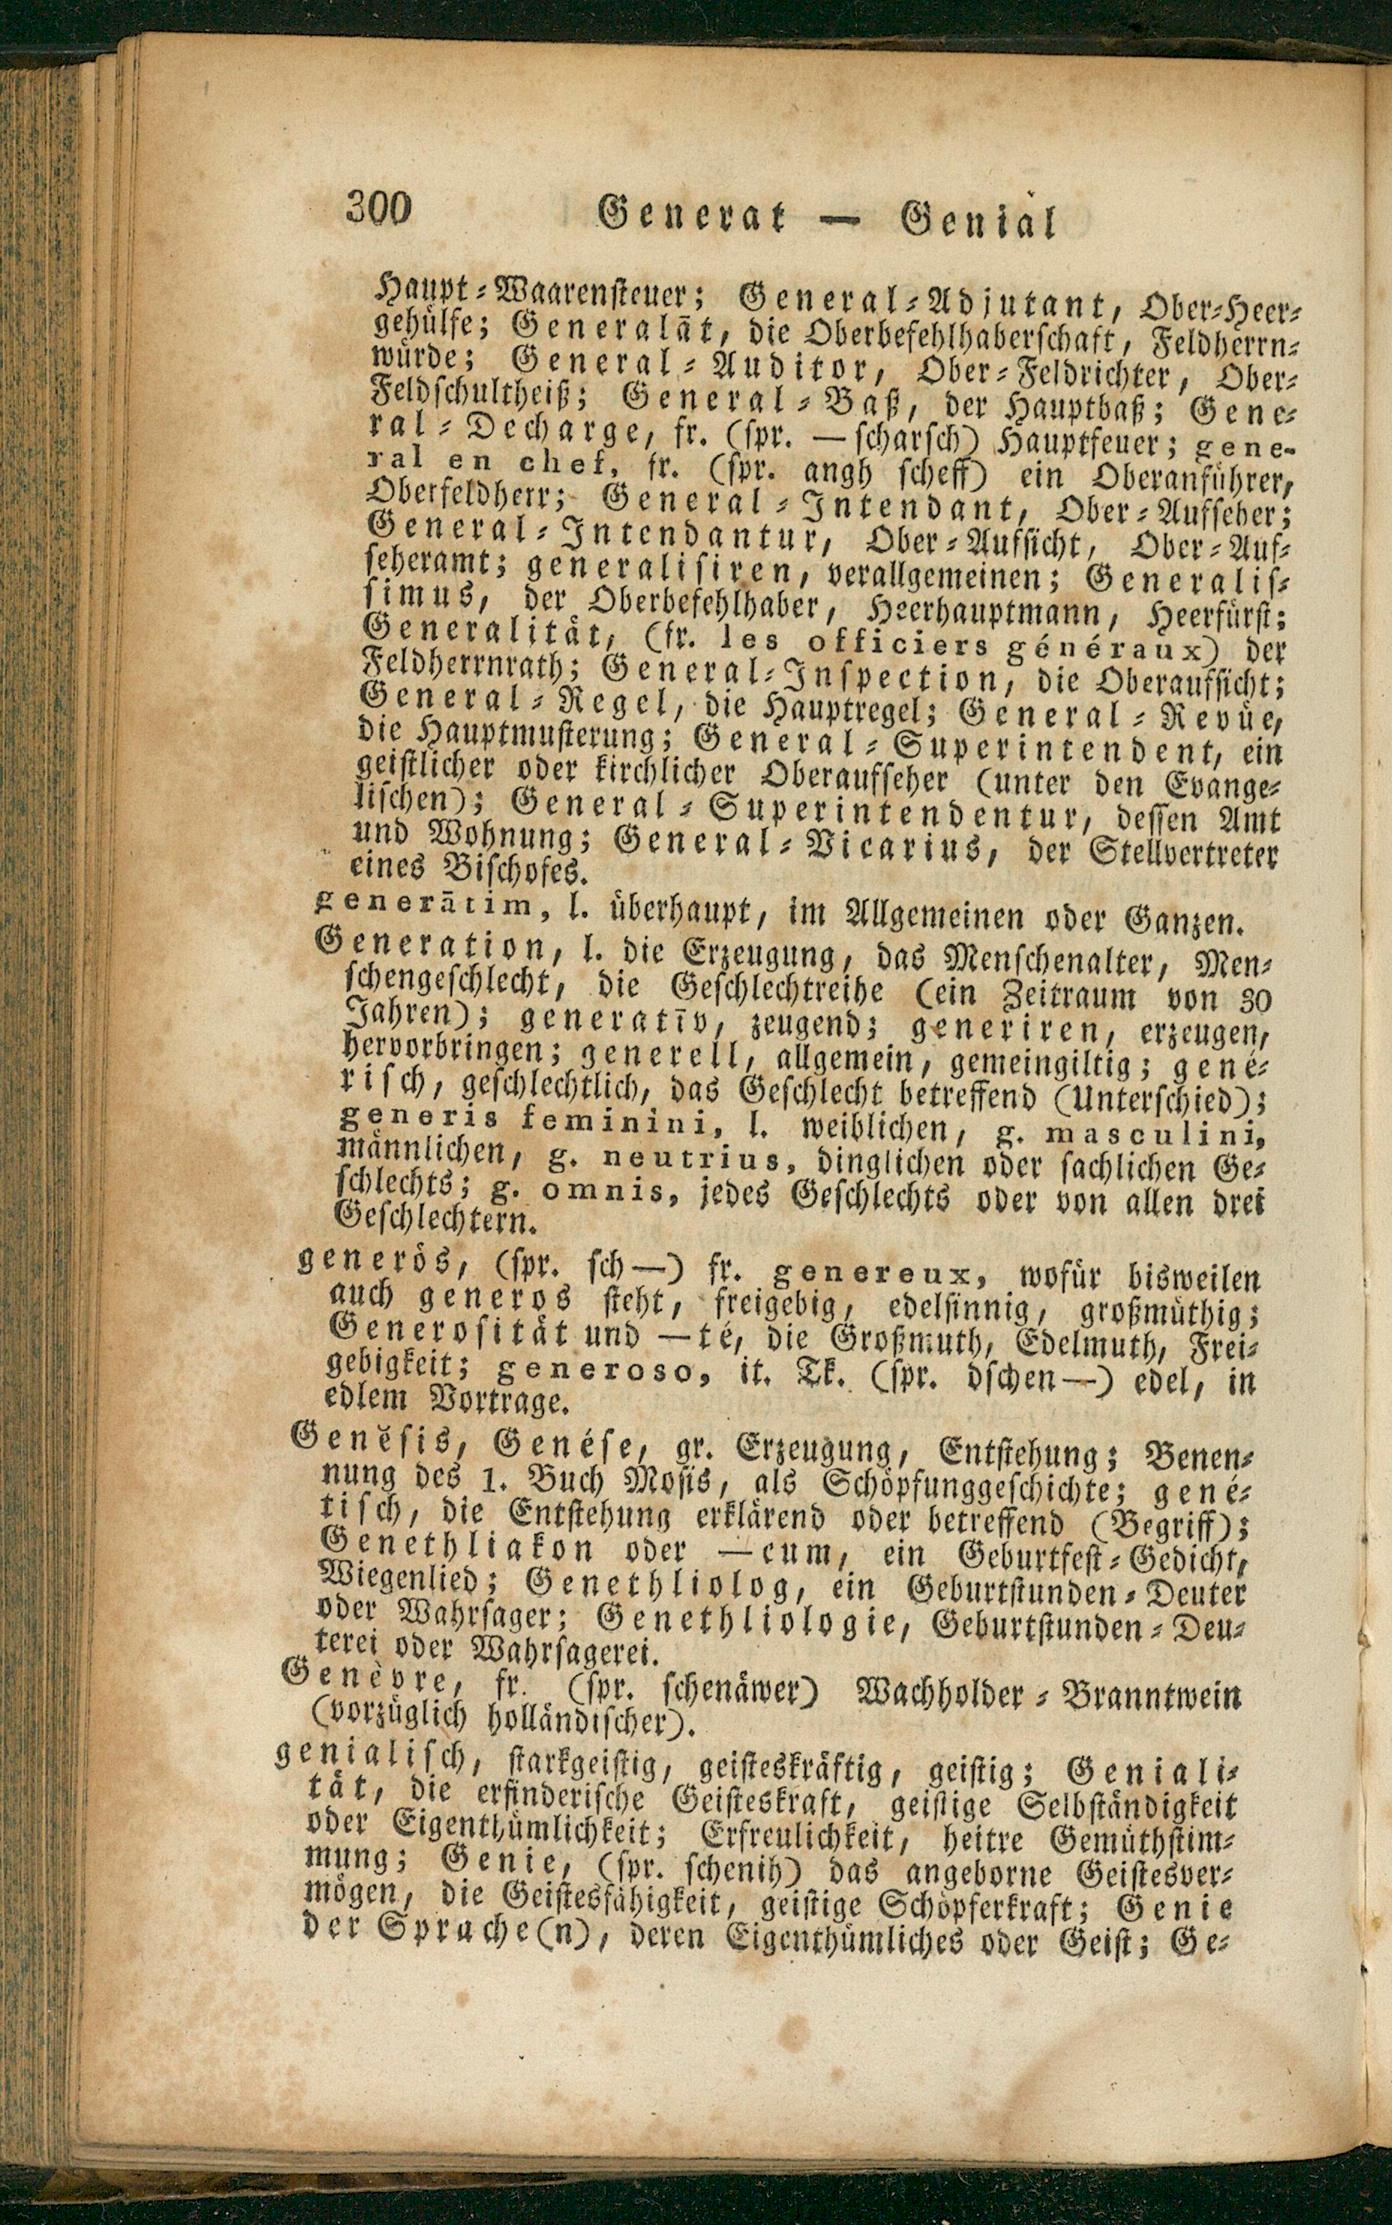 300 Generat — Genial
Haupt-Waarensteuer; General-Adjutant, Ober-Heer-
gehülfe; Generalāt, die Oberbefehlhaberschaft, Feldherrn-
würde; General-Auditor, Ober-Feldrichter, Ober-
Feldschultheiß; General-Baß, der Hauptbaß; Gene-
ral-Decharge, fr. (spr. —scharsch) Hauptfeuer; gene-
ral en chef, fr. (spr. angh scheff) ein Oberanführer,
Oberfeldherr; General-Intendant, Ober-Aufseher;
General-Intendantur, Ober-Aufsicht, Ober-Auf-
seheramt; generalisiren, verallgemeinen; Generalis-
simus, der Oberbefehlhaber, Heerhauptmann, Heerfürst;
Generalität, (fr. les officiers généraux) der
Feldherrnrath; General-Inspection, die Oberaufsicht;
General-Regel, die Hauptregel; General-Revüe,
die Hauptmusterung; General-Superintendent, ein
geistlicher oder kirchlicher Oberaufseher (unter den Evange-
lischen); General-Superintendentur, dessen Amt
und Wohnung; General-Vicarius, der Stellvertreter
eines Bischofes.
generātim, l. überhaupt, im Allgemeinen oder Ganzen.
Generation, l. die Erzeugung, das Menschenalter, Men-
schengeschlecht, die Geschlechtreihe (ein Zeitraum von 30
Jahren); generatīv, zeugend; generiren, erzeugen,
hervorbringen; generell, allgemein, gemeingiltig; gené-
risch, geschlechtlich, das Geschlecht betreffend (Unterschied);
generis feminini, l. weiblichen, g. masculini,
männlichen, g. neutrius, dinglichen oder sachlichen Ge-
schlechts; g. omnis, jedes Geschlechts oder von allen drei
Geschlechtern.
generös, (spr. sch—) fr. genereux, wofür bisweilen
auch generos steht, freigebig, edelsinnig, großmüthig;
Generosität und —té, die Großmuth, Edelmuth, Frei-
gebigkeit; generoso, it. Tk. (spr. dschen—) edel, in
edlem Vortrage.
Genĕsis, Genése, gr. Erzeugung, Entstehung; Benen-
nung des 1. Buch Mosis, als Schöpfunggeschichte; gené-
tisch, die Entstehung erklärend oder betreffend (Begriff);
Genethliakon oder —cum, ein Geburtfest-Gedicht,
Wiegenlied; Genethliolog, ein Geburtstunden-Deuter
oder Wahrsager; Genethliologie, Geburtstunden-Deu-
terei oder Wahrsagerei.
Genèvre, fr. (spr. schenäwer) Wachholder-Branntwein
(vorzüglich holländischer).
genialisch, starkgeistig, geisteskräftig, geistig; Geniali-
tät, die erfinderische Geisteskraft, geistige Selbständigkeit
oder Eigenthümlichkeit; Erfreulichkeit, heitre Gemüthstim-
mung; Genie, (spr. schenih) das angeborne Geistesver-
mögen, die Geistesfähigkeit, geistige Schöpferkraft; Genie
der Sprache(n), deren Eigenthümliches oder Geist; Ge-